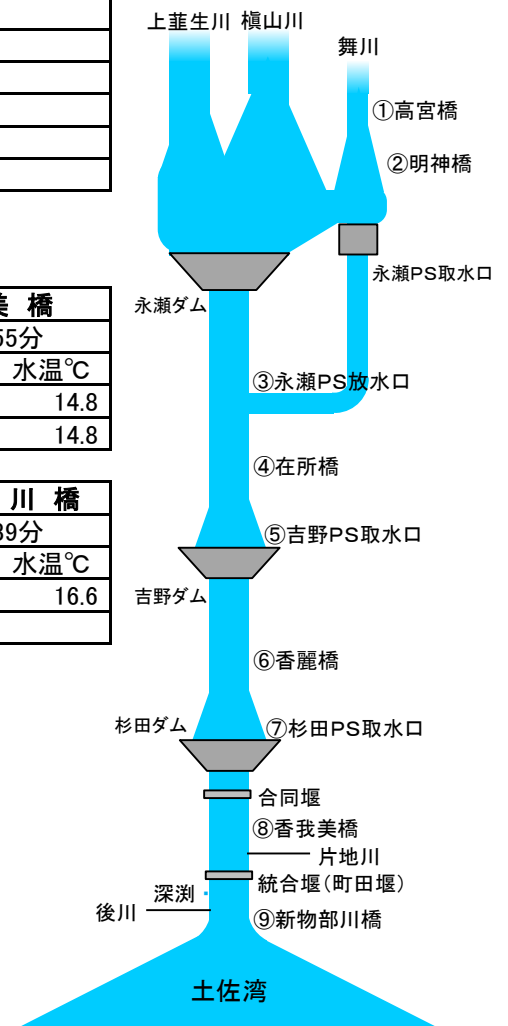 上韮生川 槇山川
舞川
①高宮橋
②明神橋
永瀬PS取水口
永瀬ダム
美 橋
55分
水温℃
14.8
14.8
③永瀬PS放水口
④在所橋
川 橋
39分
水温℃
16.6
⑤吉野PS取水口
吉野ダム
⑥香麗橋
杉田ダム
⑦杉田PS取水口
合同堰
⑧香我美橋
片地川
統合堰(町田堰)
深渕
後川
⑨新物部川橋
土佐湾